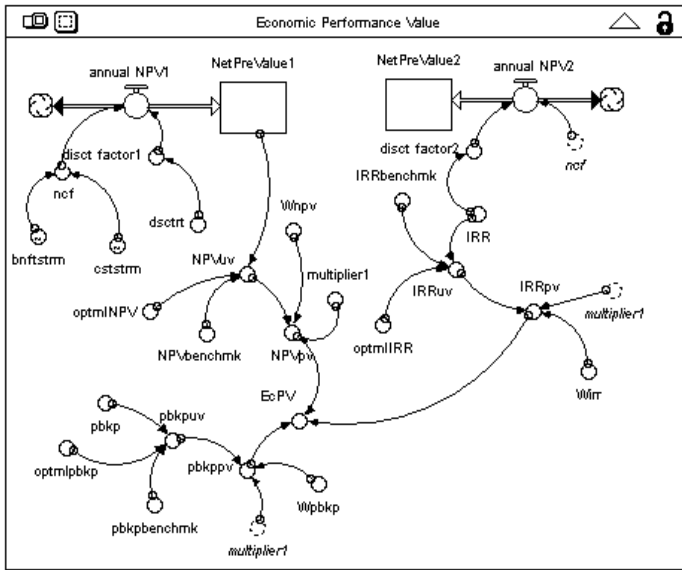 Economic Performance Value
NetPreValue1
annual NPV1
NetPreValue2
annual NPV2
disct factor1
disct factor2
ncf
ncf
IRRbenchmk
dsctrt
Wnpv
IRR
bnftstrm
cststrm
NPVuv
multiplier1
IRRuv
IRRpv
optmlNPV
multiplier1
NPVbenchmk
NPVpv
optmlIRR
Wirr
EcPV
pbkp
pbkpuv
optmlpbkp
pbkppv
Wpbkp
pbkpbenchmk
multiplier1